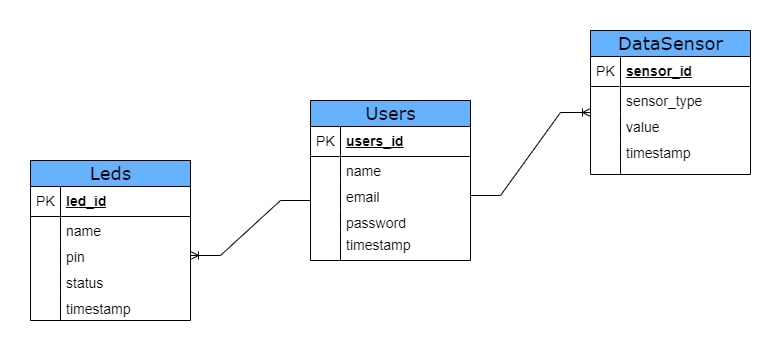 Leds
PK led_id
name
pin
status
timestamp
Users
PK users_id
name
email
password
timestamp
DataSensor
PK sensor_id
sensor_type
value
timestamp